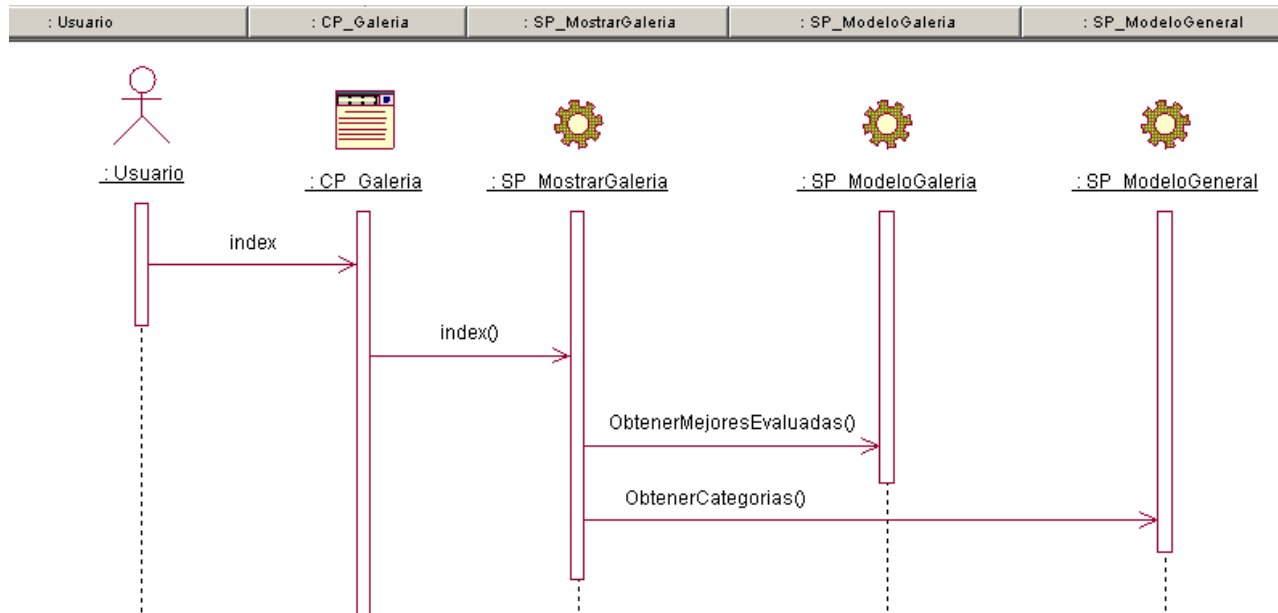 : Usuario
: CP_Galeria
: SP_MostrarGaleria
: SP_ModeloGaleria
: SP_ModeloGeneral
: Usuario
: CP_Galeria
: SP_MostrarGaleria
: SP_ModeloGaleria
: SP_ModeloGeneral
index
index()
ObtenerMejoresEvaluadas()
ObtenerCategorias()